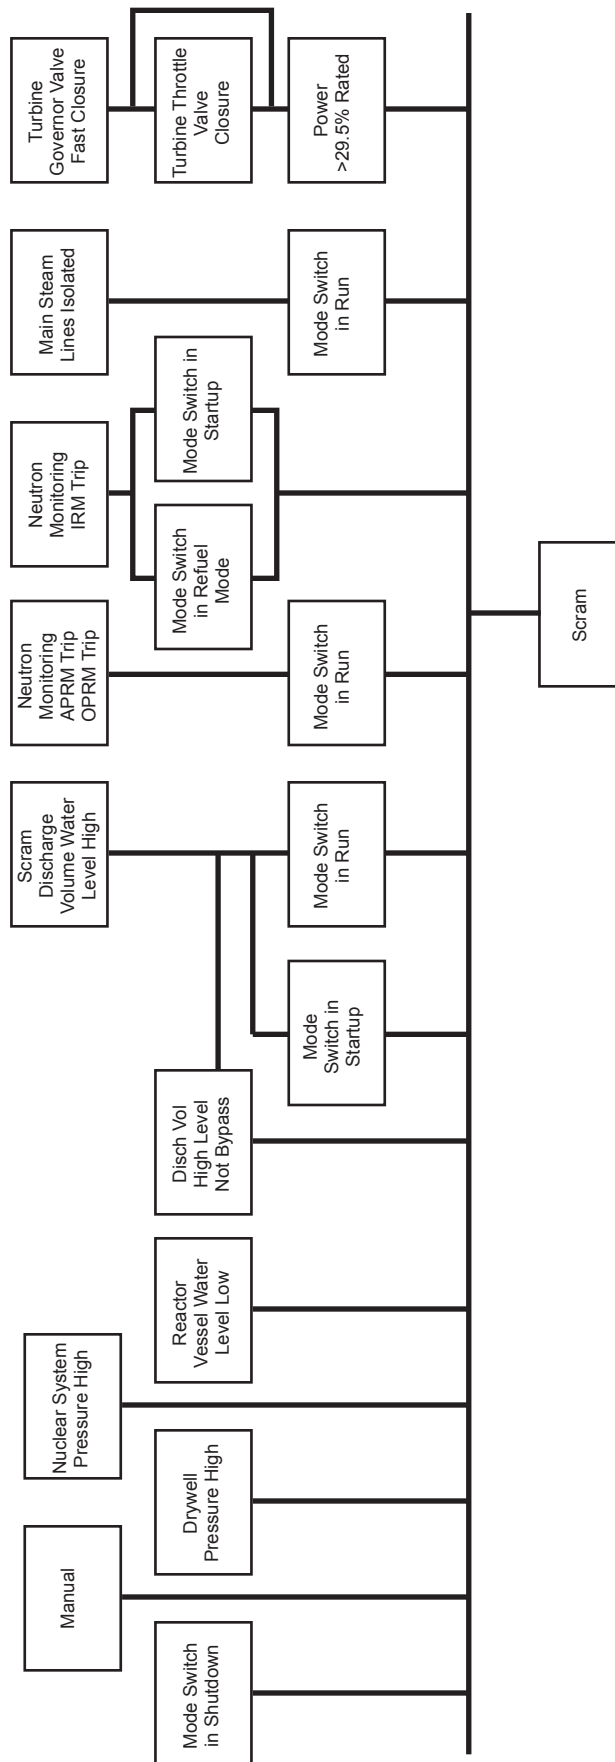 Manual
Nuclear System
Pressure High
Scram
Discharge
Volume Water
Level High
Neutron
Monitoring
APRM Trip
OPRM Trip
Neutron
Monitoring
IRM Trip
Main Steam
Lines Isolated
Turbine
Governor Valve
Fast Closure
Mode Switch
in Shutdown
Drywell
Pressure High
Reactor
Vessel Water
Level Low
Disch Vol
High Level
Not Bypass
Mode Switch
in Refuel
Mode
Mode Switch in
Startup
Turbine Throttle
Valve
Closure
Mode
Switch in
Startup
Mode Switch
in Run
Mode Switch
in Run
Mode Switch
in Run
Power
>29.5% Rated
Scram